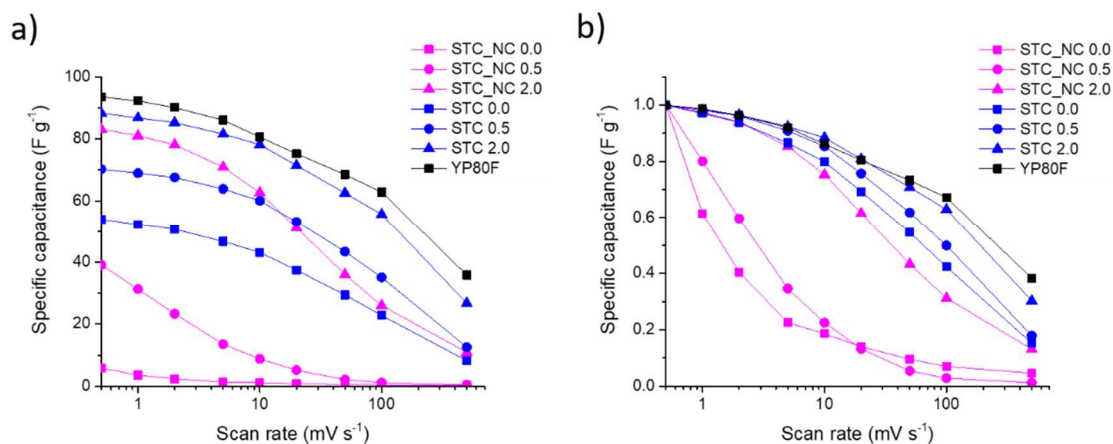 a)
STC_NC 0.0
STC_NC 0.5
STC_NC 2.0
STC 0.0
STC 0.5
STC 2.0
YP80F
100
80
60
40
20
0
Specific capacitance (F g⁻¹)
1
10
100
Scan rate (mV s⁻¹)
b)
STC_NC 0.0
STC_NC 0.5
STC_NC 2.0
STC 0.0
STC 0.5
STC 2.0
YP80F
1.0
0.8
0.6
0.4
0.2
0.0
Specific capacitance (F g⁻¹)
1
10
100
Scan rate (mV s⁻¹)